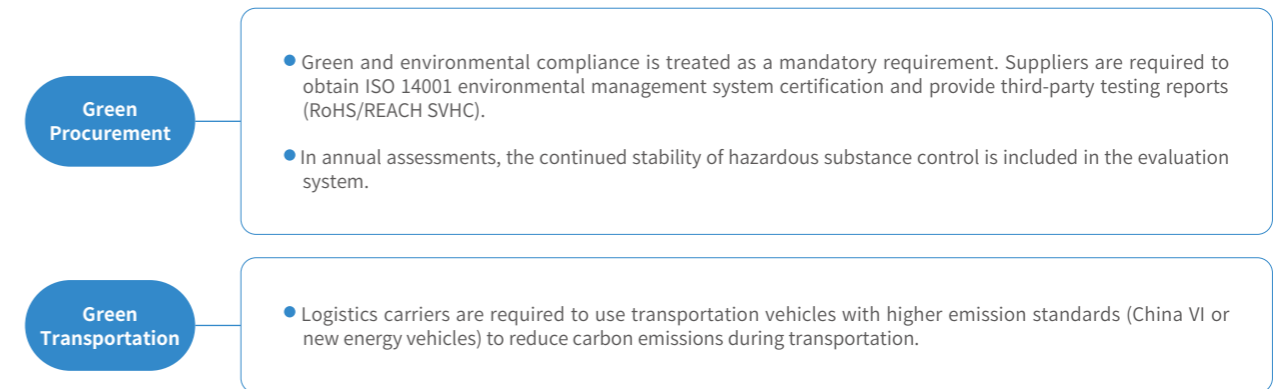 Green
Procurement
● Green and environmental compliance is treated as a mandatory requirement. Suppliers are required to
obtain ISO 14001 environmental management system certification and provide third-party testing reports
(RoHS/REACH SVHC).
● In annual assessments, the continued stability of hazardous substance control is included in the evaluation
system.
Green
Transportation
● Logistics carriers are required to use transportation vehicles with higher emission standards (China VI or
new energy vehicles) to reduce carbon emissions during transportation.